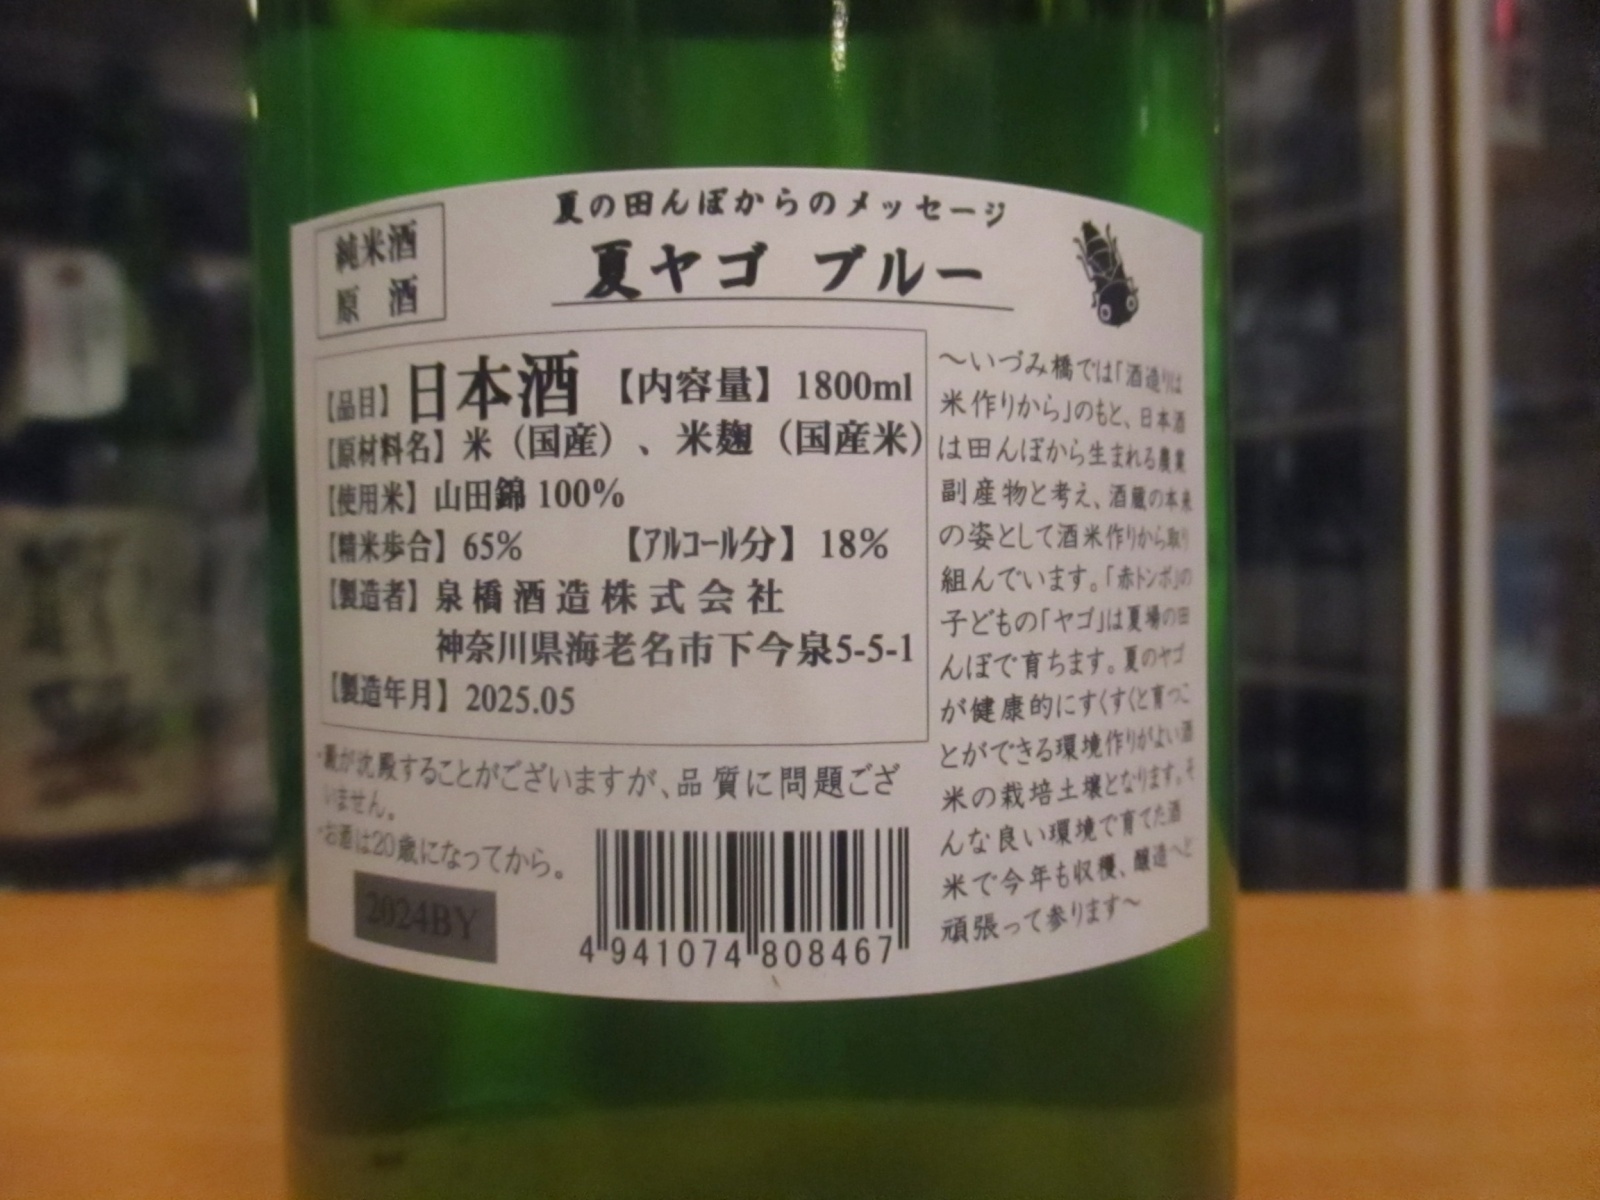 夏の田んぼからのメッセージ
夏ヤゴ ブルー
純米酒
原 酒
【品目】日本酒 【内容量】1800ml
【原材料名】米（国産）、米麹（国産米）
【使用米】山田錦 100%
【精米歩合】65% 【アルコール分】18%
【製造者】泉橋酒造株式会社
神奈川県海老名市下今泉5-5-1
【製造年月】2025.05
・澱が沈殿することがございますが、品質に問題ござ
いません。
・お酒は20歳になってから。
2024BY
4 941074 808467
～いづみ橋では「酒造りは
米作りから」のもと、日本酒
は田んぼから生まれる農業
副産物と考え、酒蔵の本来
の姿として酒米作りから取り
組んでいます。「赤トンボ」の
子どもの「ヤゴ」は夏場の田
んぼで育ちます。夏のヤゴ
が健康的にすくすくと育つこ
とができる環境作りがよい酒
米の栽培土壌となります。そ
んな良い環境で育てた酒
米で今年も収穫、醸造へと
頑張って参ります～